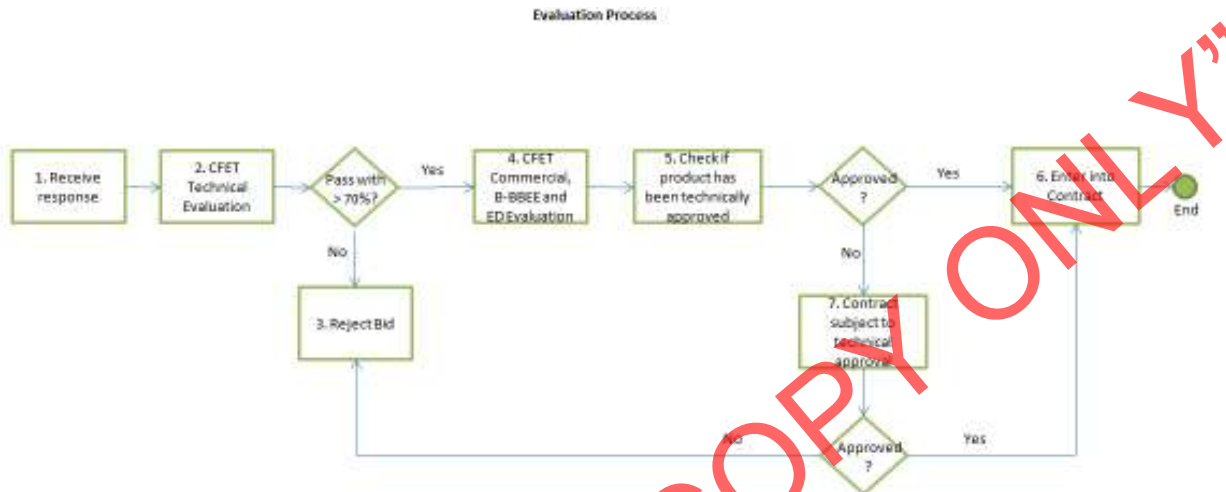 Evaluation Process
1. Receive
response
2. CFET
Technical
Evaluation
Pass with
> 70%?
Yes
4. CFET
Commercial,
B-BBEE and
ED Evaluation
5. Check if
product has
been technically
approved
Approved
?
Yes
6. Enter into
Contract
End
No
3. Reject Bid
No
7. Contract
subject to
technical
approval
No
Approved
?
Yes
COPY ONLY”